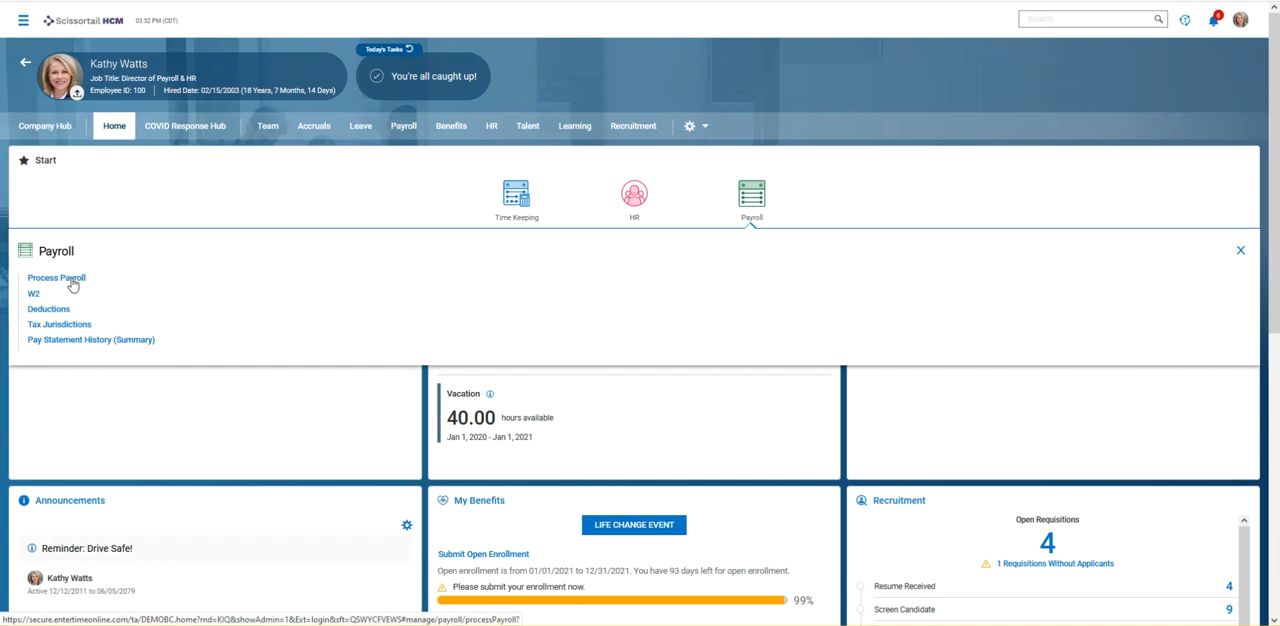 Scissortail HCM
03:52 PM (CDT)
Search
6
Today's Tasks
Kathy Watts
Job Title: Director of Payroll & HR
Employee ID: 100 | Hired Date: 02/15/2003 (18 Years, 7 Months, 14 Days)
You're all caught up!
Company Hub
Home
COVID Response Hub
Team
Accruals
Leave
Payroll
Benefits
HR
Talent
Learning
Recruitment
Start
Time Keeping
HR
Payroll
Payroll
X
Process Payroll
W2
Deductions
Tax Jurisdictions
Pay Statement History (Summary)
Vacation
40.00 hours available
Jan 1, 2020 - Jan 1, 2021
Announcements
Reminder: Drive Safe!
Kathy Watts
Active 12/12/2011 to 06/05/2079
My Benefits
LIFE CHANGE EVENT
Submit Open Enrollment
Open enrollment is from 01/01/2021 to 12/31/2021. You have 93 days left for open enrollment.
Please submit your enrollment now.
99%
Recruitment
Open Requisitions
4
1 Requisitions Without Applicants
Resume Received 4
Screen Candidate 9
https://secure.entertimeonline.com/ta/DEMOBC.home?rnd=KIQ&showAdmin=1&Ext=login&sft=QSWYCFVEWS#manage/payroll/processPayroll?